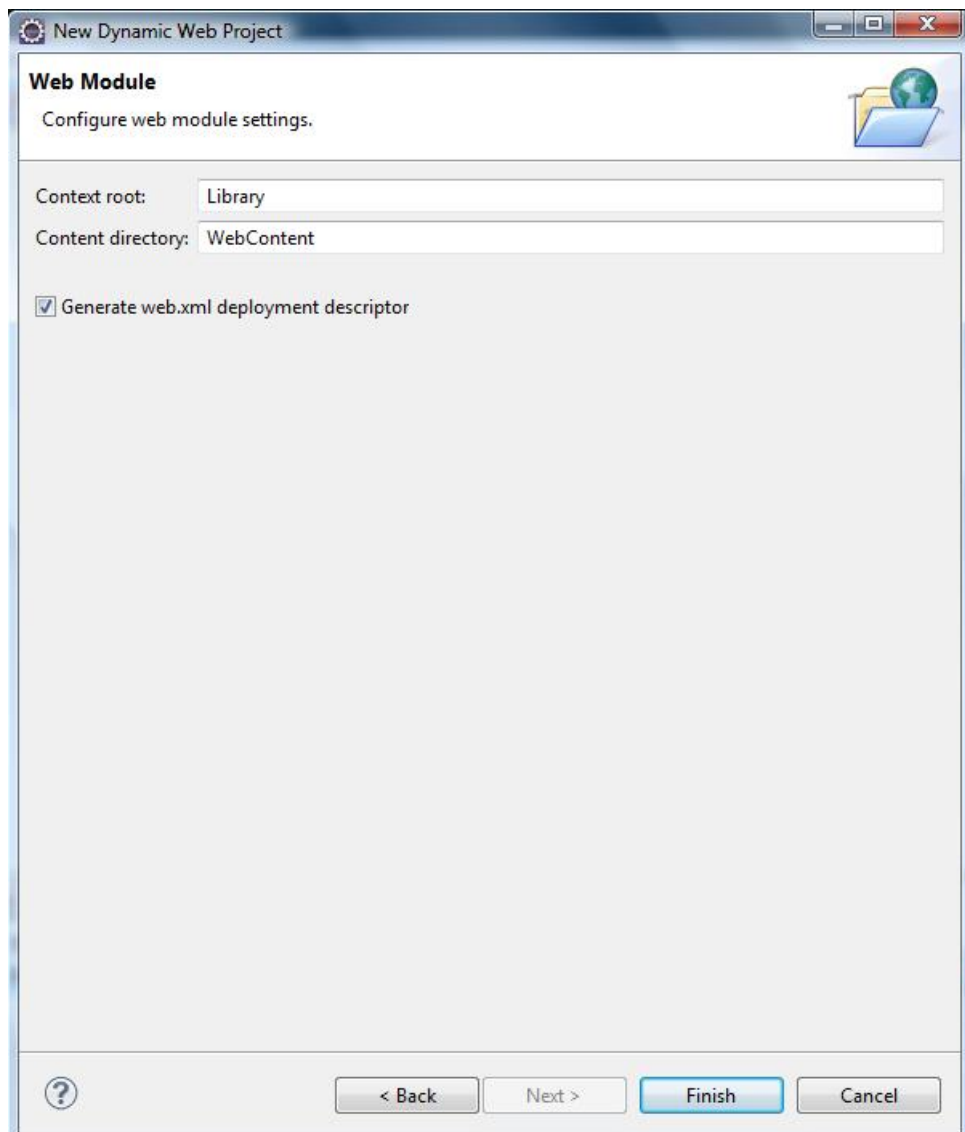 New Dynamic Web Project
Web Module
Configure web module settings.
Context root: Library
Content directory: WebContent
Generate web.xml deployment descriptor
? < Back Next > Finish Cancel